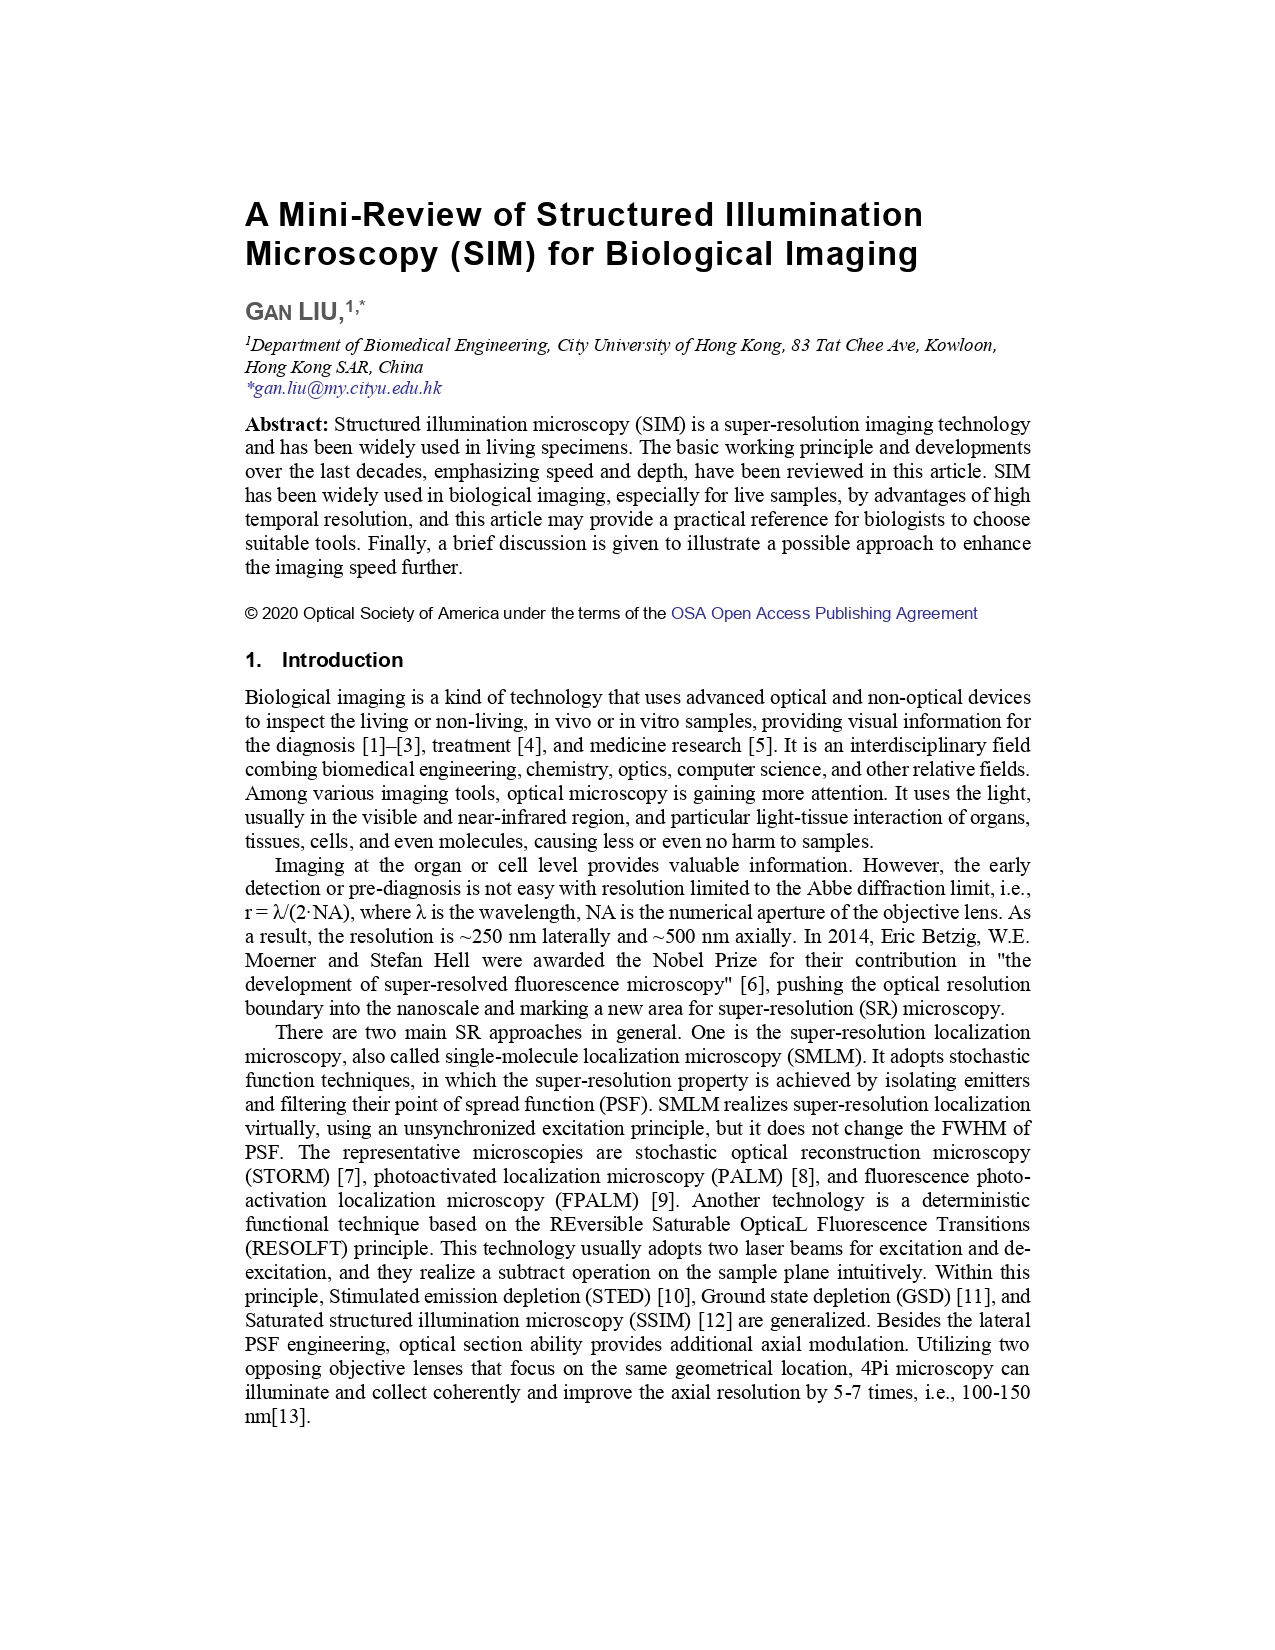 A Mini-Review of Structured Illumination
Microscopy (SIM) for Biological Imaging
GAN LIU,1,*
1Department of Biomedical Engineering, City University of Hong Kong, 83 Tat Chee Ave, Kowloon,
Hong Kong SAR, China
*gan.liu@my.cityu.edu.hk
Abstract: Structured illumination microscopy (SIM) is a super-resolution imaging technology
and has been widely used in living specimens. The basic working principle and developments
over the last decades, emphasizing speed and depth, have been reviewed in this article. SIM
has been widely used in biological imaging, especially for live samples, by advantages of high
temporal resolution, and this article may provide a practical reference for biologists to choose
suitable tools. Finally, a brief discussion is given to illustrate a possible approach to enhance
the imaging speed further.
© 2020 Optical Society of America under the terms of the OSA Open Access Publishing Agreement
1. Introduction
Biological imaging is a kind of technology that uses advanced optical and non-optical devices
to inspect the living or non-living, in vivo or in vitro samples, providing visual information for
the diagnosis [1]–[3], treatment [4], and medicine research [5]. It is an interdisciplinary field
combing biomedical engineering, chemistry, optics, computer science, and other relative fields.
Among various imaging tools, optical microscopy is gaining more attention. It uses the light,
usually in the visible and near-infrared region, and particular light-tissue interaction of organs,
tissues, cells, and even molecules, causing less or even no harm to samples.
Imaging at the organ or cell level provides valuable information. However, the early
detection or pre-diagnosis is not easy with resolution limited to the Abbe diffraction limit, i.e.,
r = λ/(2·NA), where λ is the wavelength, NA is the numerical aperture of the objective lens. As
a result, the resolution is ~250 nm laterally and ~500 nm axially. In 2014, Eric Betzig, W.E.
Moerner and Stefan Hell were awarded the Nobel Prize for their contribution in "the
development of super-resolved fluorescence microscopy" [6], pushing the optical resolution
boundary into the nanoscale and marking a new area for super-resolution (SR) microscopy.
There are two main SR approaches in general. One is the super-resolution localization
microscopy, also called single-molecule localization microscopy (SMLM). It adopts stochastic
function techniques, in which the super-resolution property is achieved by isolating emitters
and filtering their point of spread function (PSF). SMLM realizes super-resolution localization
virtually, using an unsynchronized excitation principle, but it does not change the FWHM of
PSF. The representative microscopies are stochastic optical reconstruction microscopy
(STORM) [7], photoactivated localization microscopy (PALM) [8], and fluorescence photo-
activation localization microscopy (FPALM) [9]. Another technology is a deterministic
functional technique based on the REversible Saturable OpticaL Fluorescence Transitions
(RESOLFT) principle. This technology usually adopts two laser beams for excitation and de-
excitation, and they realize a subtract operation on the sample plane intuitively. Within this
principle, Stimulated emission depletion (STED) [10], Ground state depletion (GSD) [11], and
Saturated structured illumination microscopy (SSIM) [12] are generalized. Besides the lateral
PSF engineering, optical section ability provides additional axial modulation. Utilizing two
opposing objective lenses that focus on the same geometrical location, 4Pi microscopy can
illuminate and collect coherently and improve the axial resolution by 5-7 times, i.e., 100-150
nm[13].